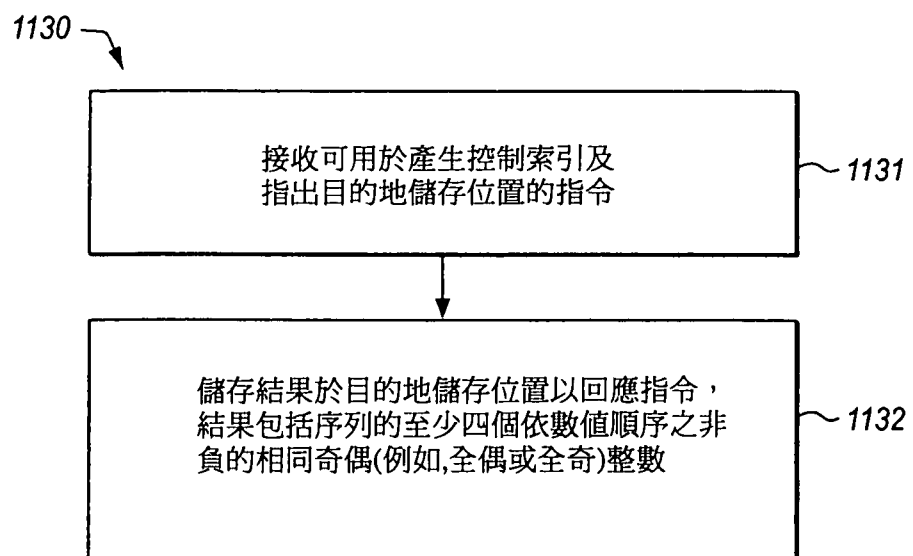 1130
接收可用於產生控制索引及
指出目的地儲存位置的指令
1131
儲存結果於目的地儲存位置以回應指令，
結果包括序列的至少四個依數值順序之非
負的相同奇偶(例如,全偶或全奇)整數
1132